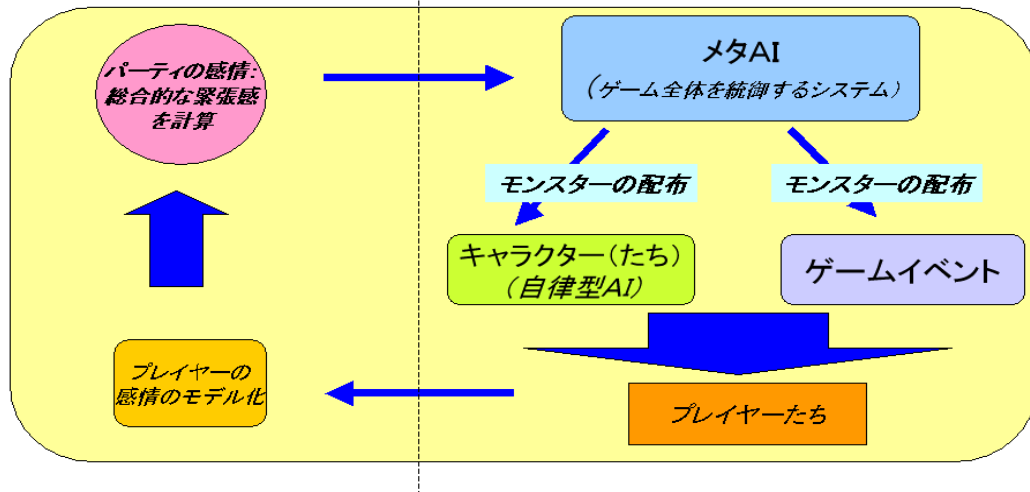 パーティの感情:
総合的な緊張感
を計算
メタAI
(ゲーム全体を統御するシステム)
モンスターの配布
モンスターの配布
キャラクター(たち)
(自律型AI)
ゲームイベント
プレイヤーの
感情のモデル化
プレイヤーたち